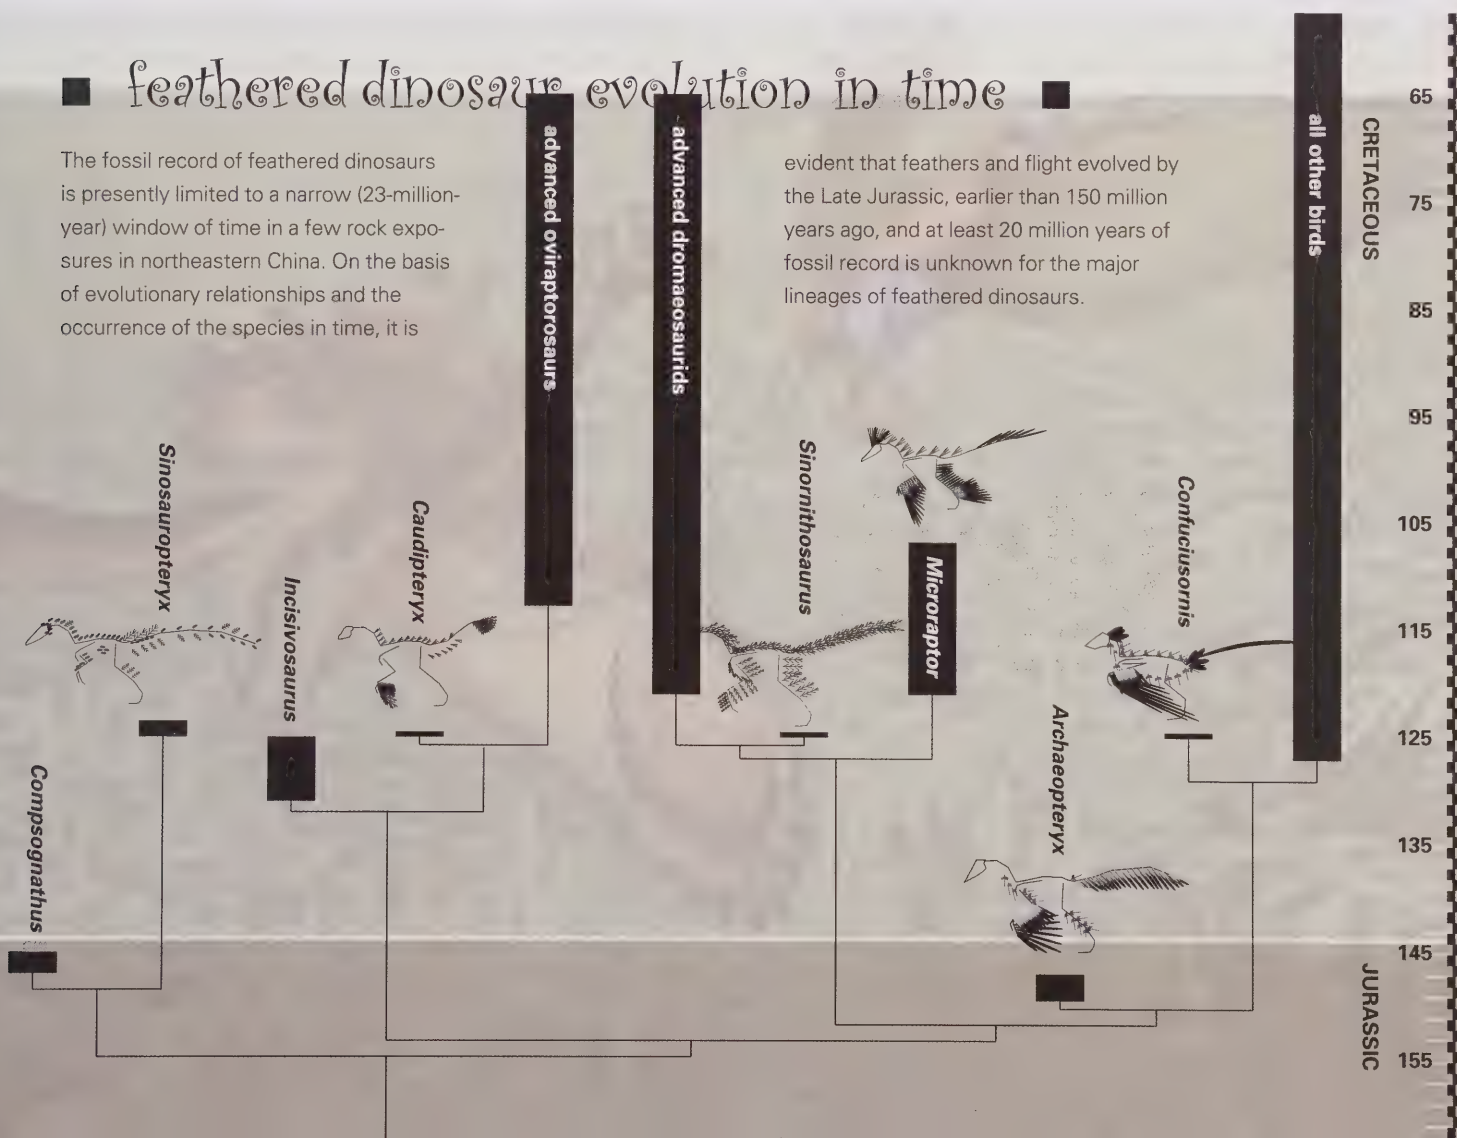 feathered dinosaur evolution in time
The fossil record of feathered dinosaurs
is presently limited to a narrow (23-million-
year) window of time in a few rock expo-
sures in northeastern China. On the basis
of evolutionary relationships and the
occurrence of the species in time, it is
evident that feathers and flight evolved by
the Late Jurassic, earlier than 150 million
years ago, and at least 20 million years of
fossil record is unknown for the major
lineages of feathered dinosaurs.
Compsognathus
Sinosauropteryx
Incisivosaurus
Caudipteryx
advanced oviraptorosaurs
advanced dromaeosaurids
Sinornithosaurus
Microraptor
Archaeopteryx
Confuciusornis
all other birds
CRETACEOUS
JURASSIC
65
75
85
95
105
115
125
135
145
155